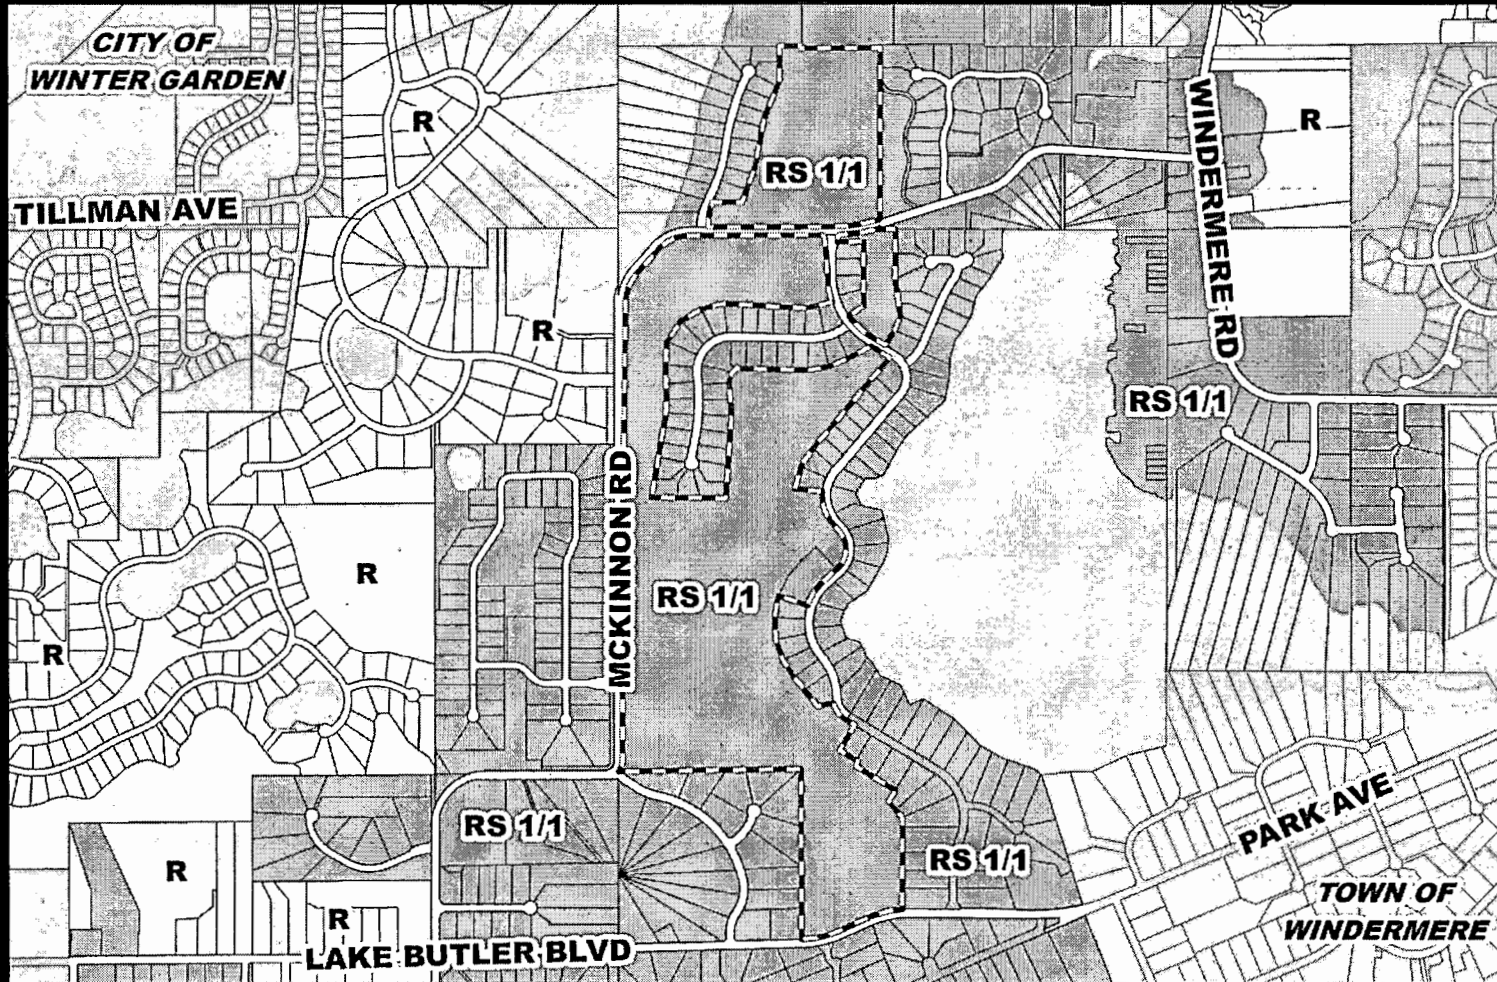 CITY OF
WINTER GARDEN
R
R
RS 1/1
TILLMAN AVE
WINDERMERE RD
R
RS 1/1
MCKINNON RD
R
RS 1/1
R
RS 1/1
PARK AVE
RS 1/1
R
TOWN OF
WINDERMERE
R
LAKE BUTLER BLVD